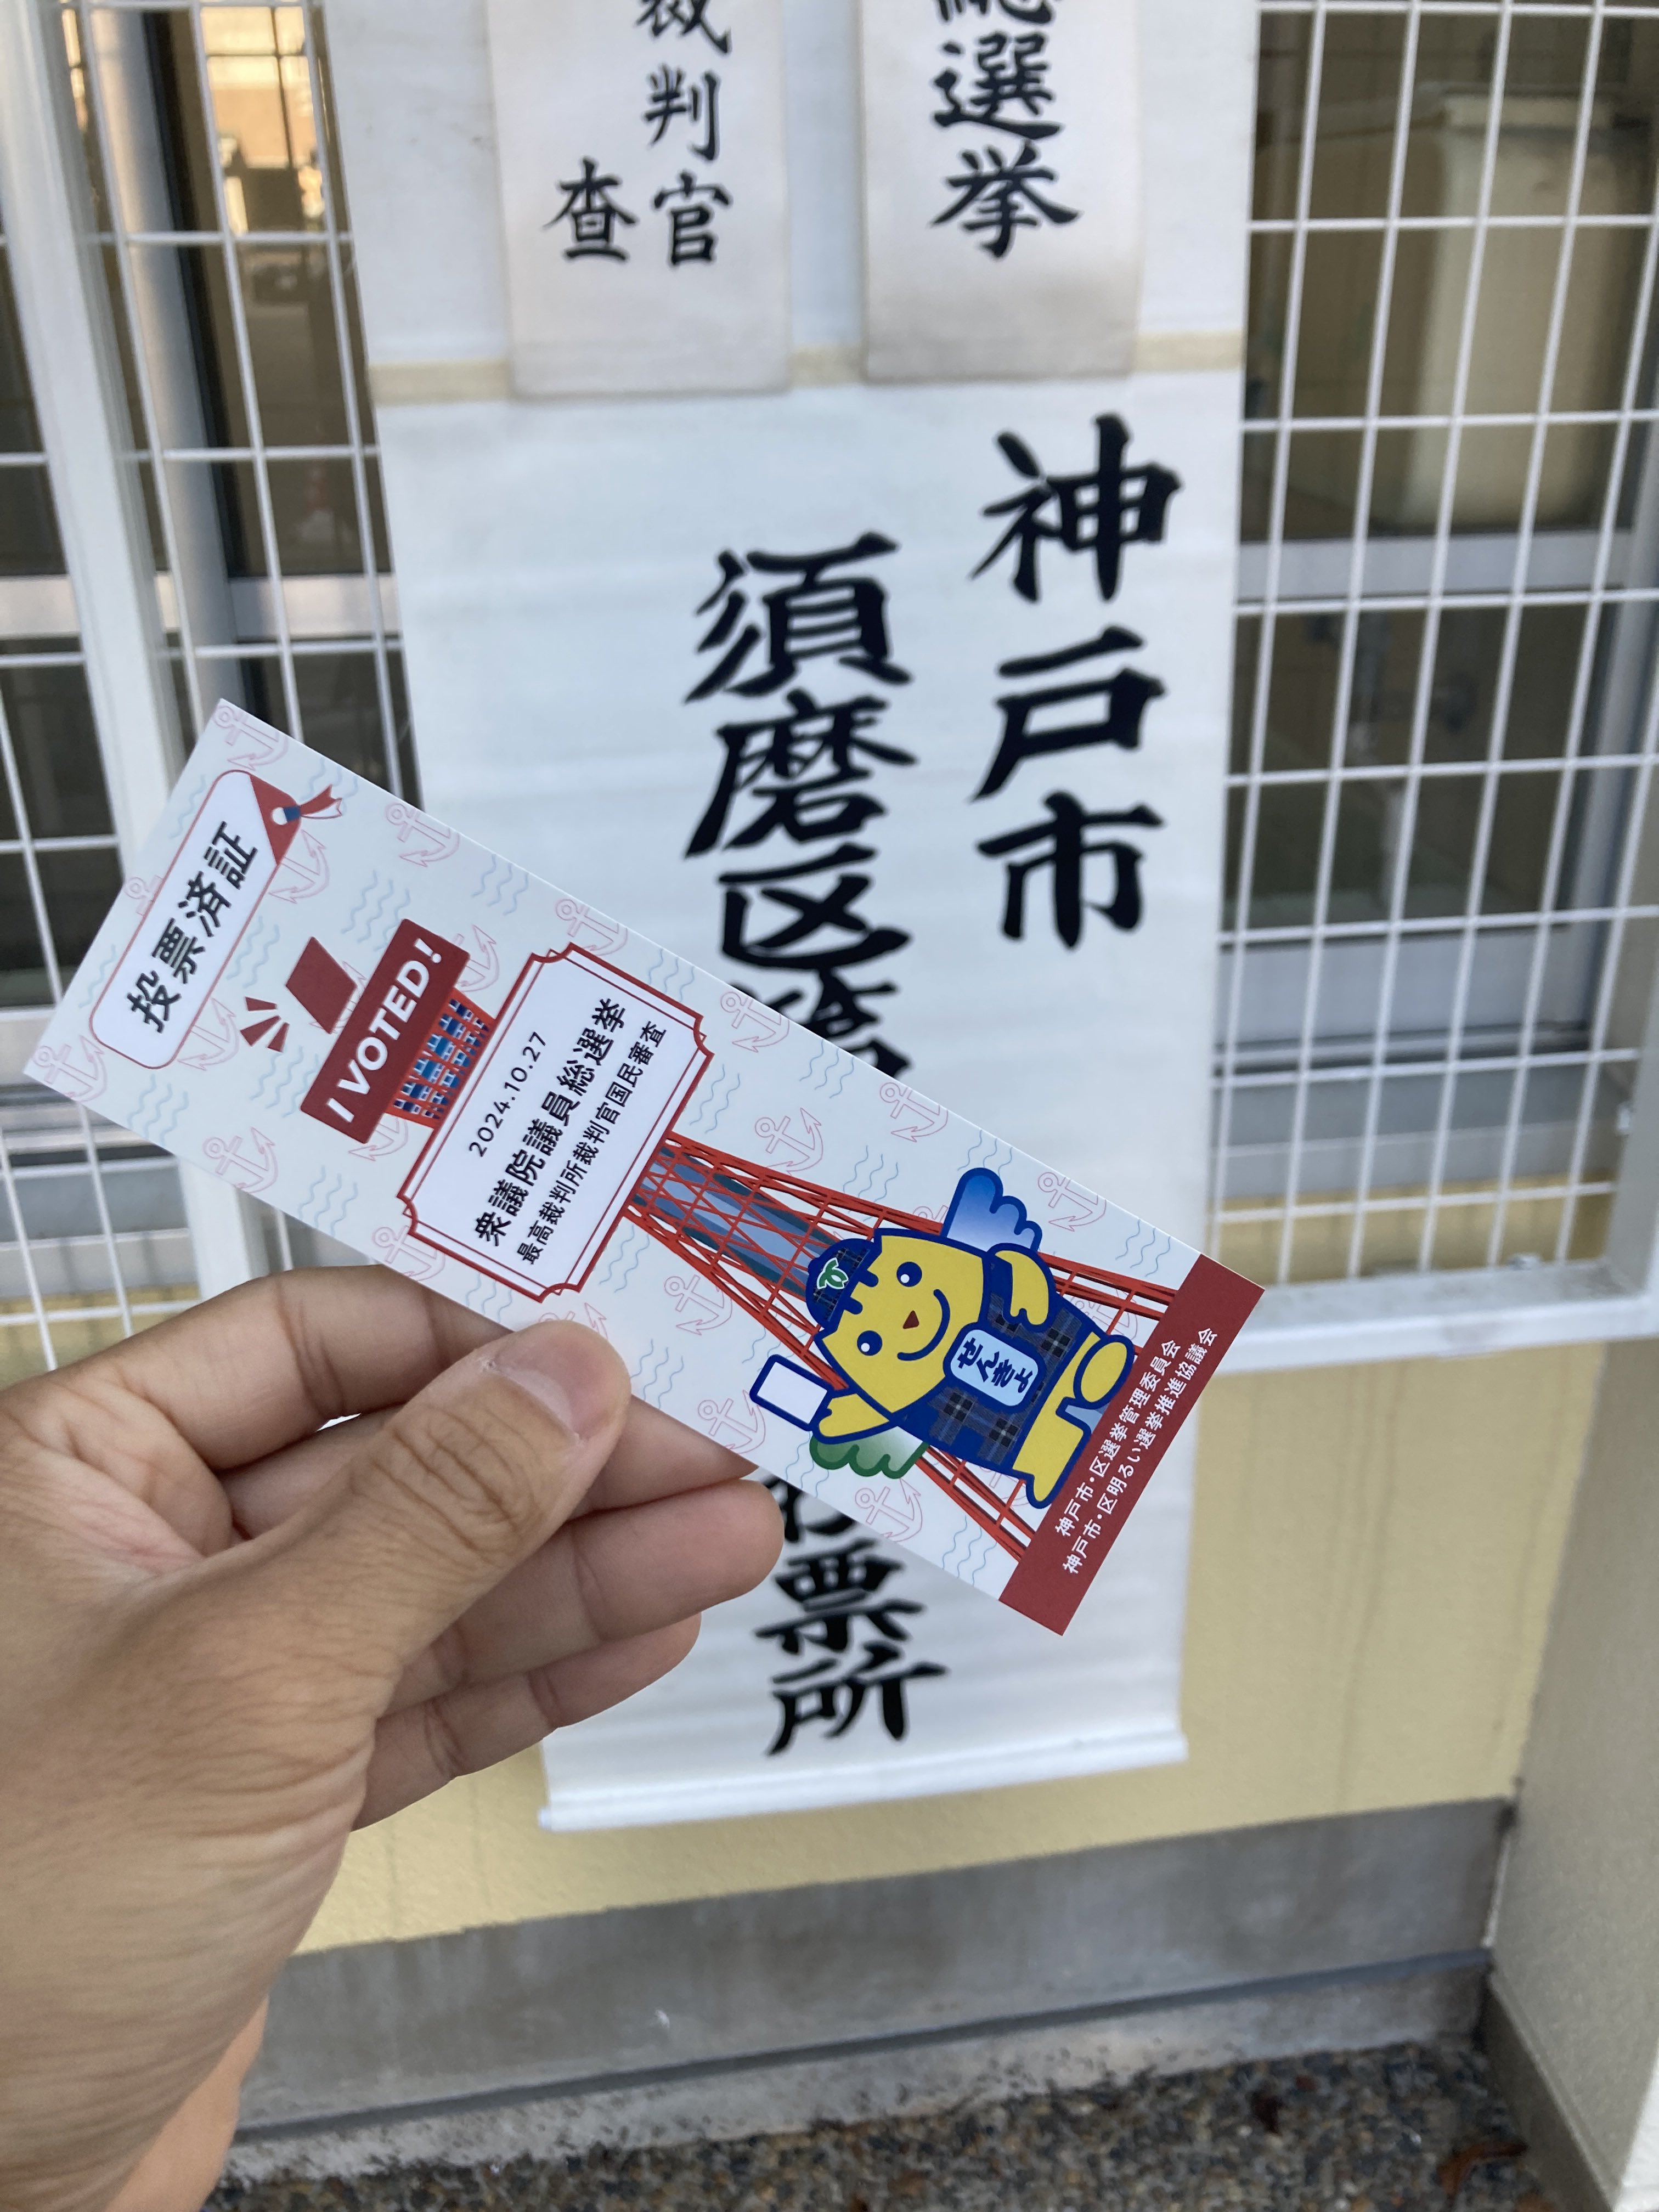 総選挙
裁判官
査
神戸市
須磨区第
投票所
投票済証
I VOTED!
2024.10.27
衆議院議員総選挙
最高裁判所裁判官国民審査
せんきょ
神戸市・区選挙管理委員会
神戸市・区明るい選挙推進協議会